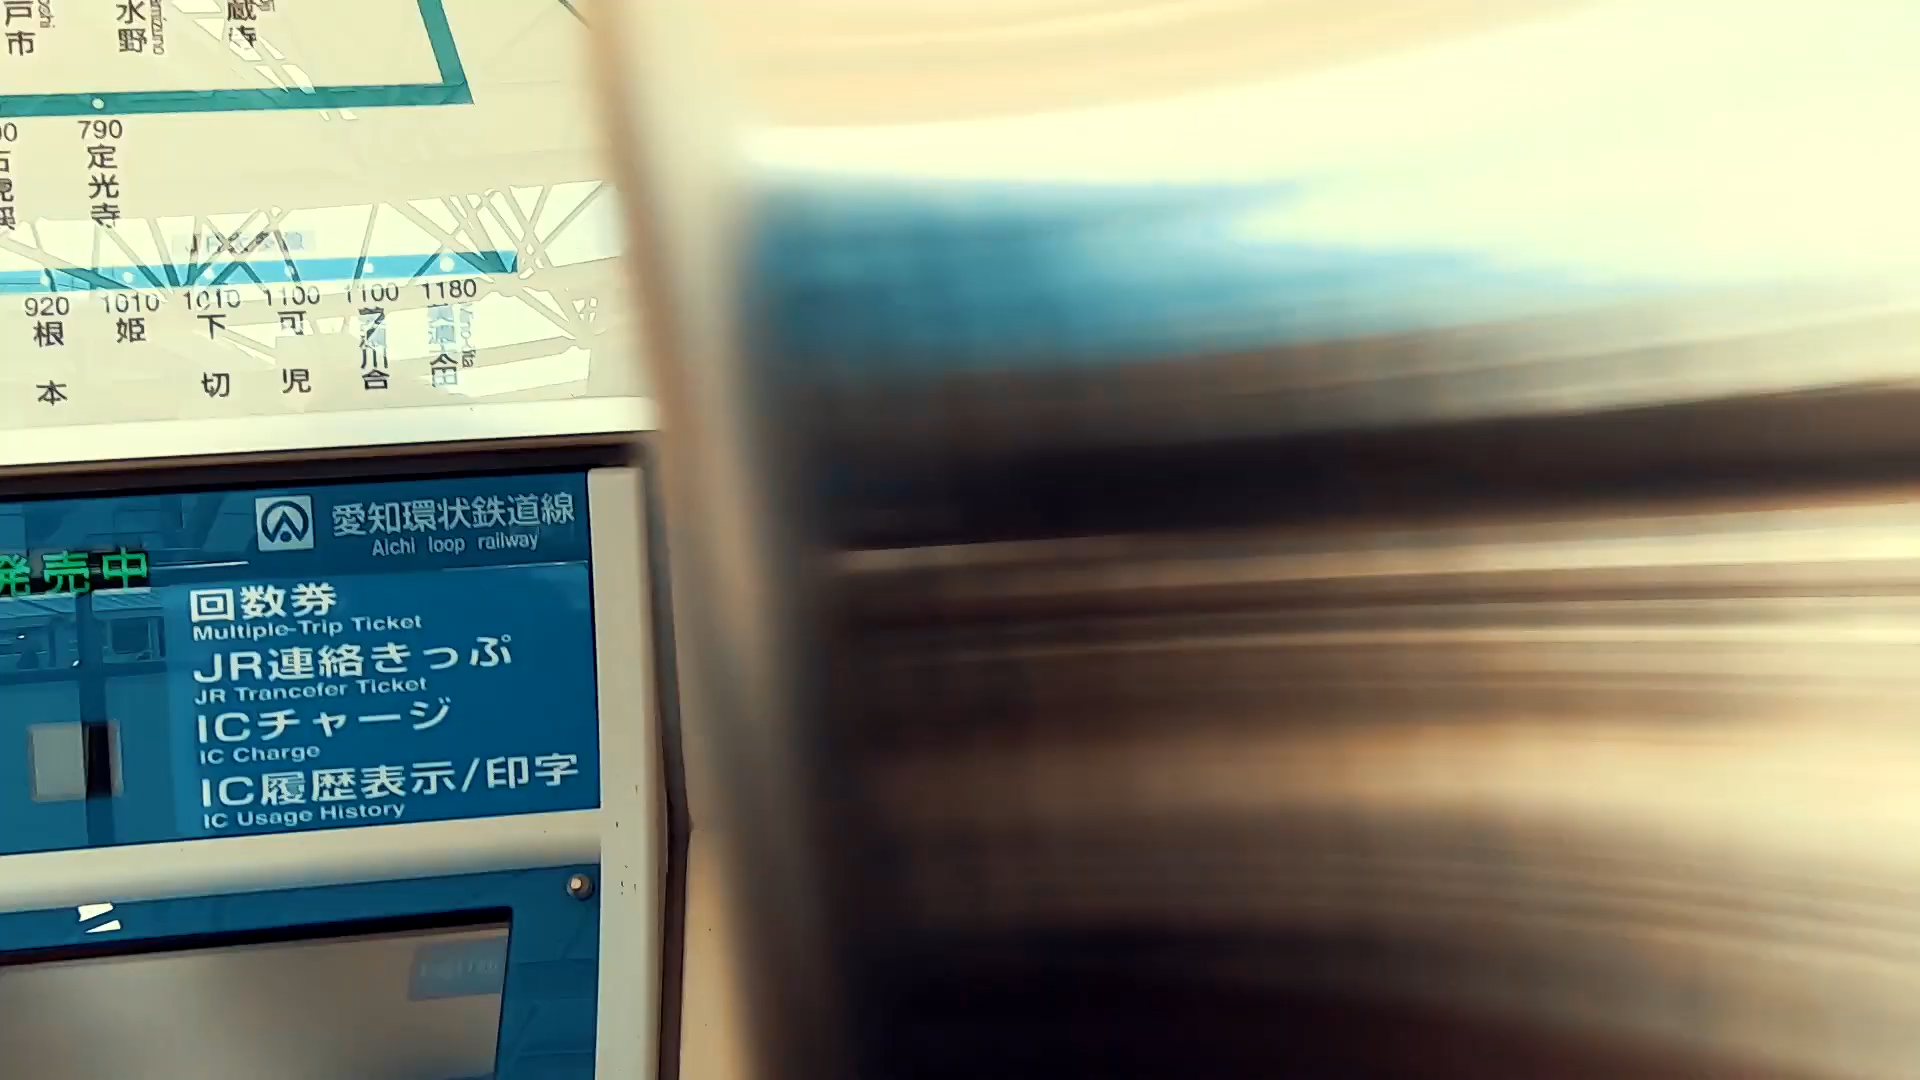 戸市
水野
790
定光寺
920
1010
1010
1100
1100
1180
根本
姫
下切
可児
川合
愛知環状鉄道線
Aichi loop railway
発売中
回数券
Multiple-Trip Ticket
JR連絡きっぷ
JR Trancefer Ticket
ICチャージ
IC Charge
IC履歴表示/印字
IC Usage History